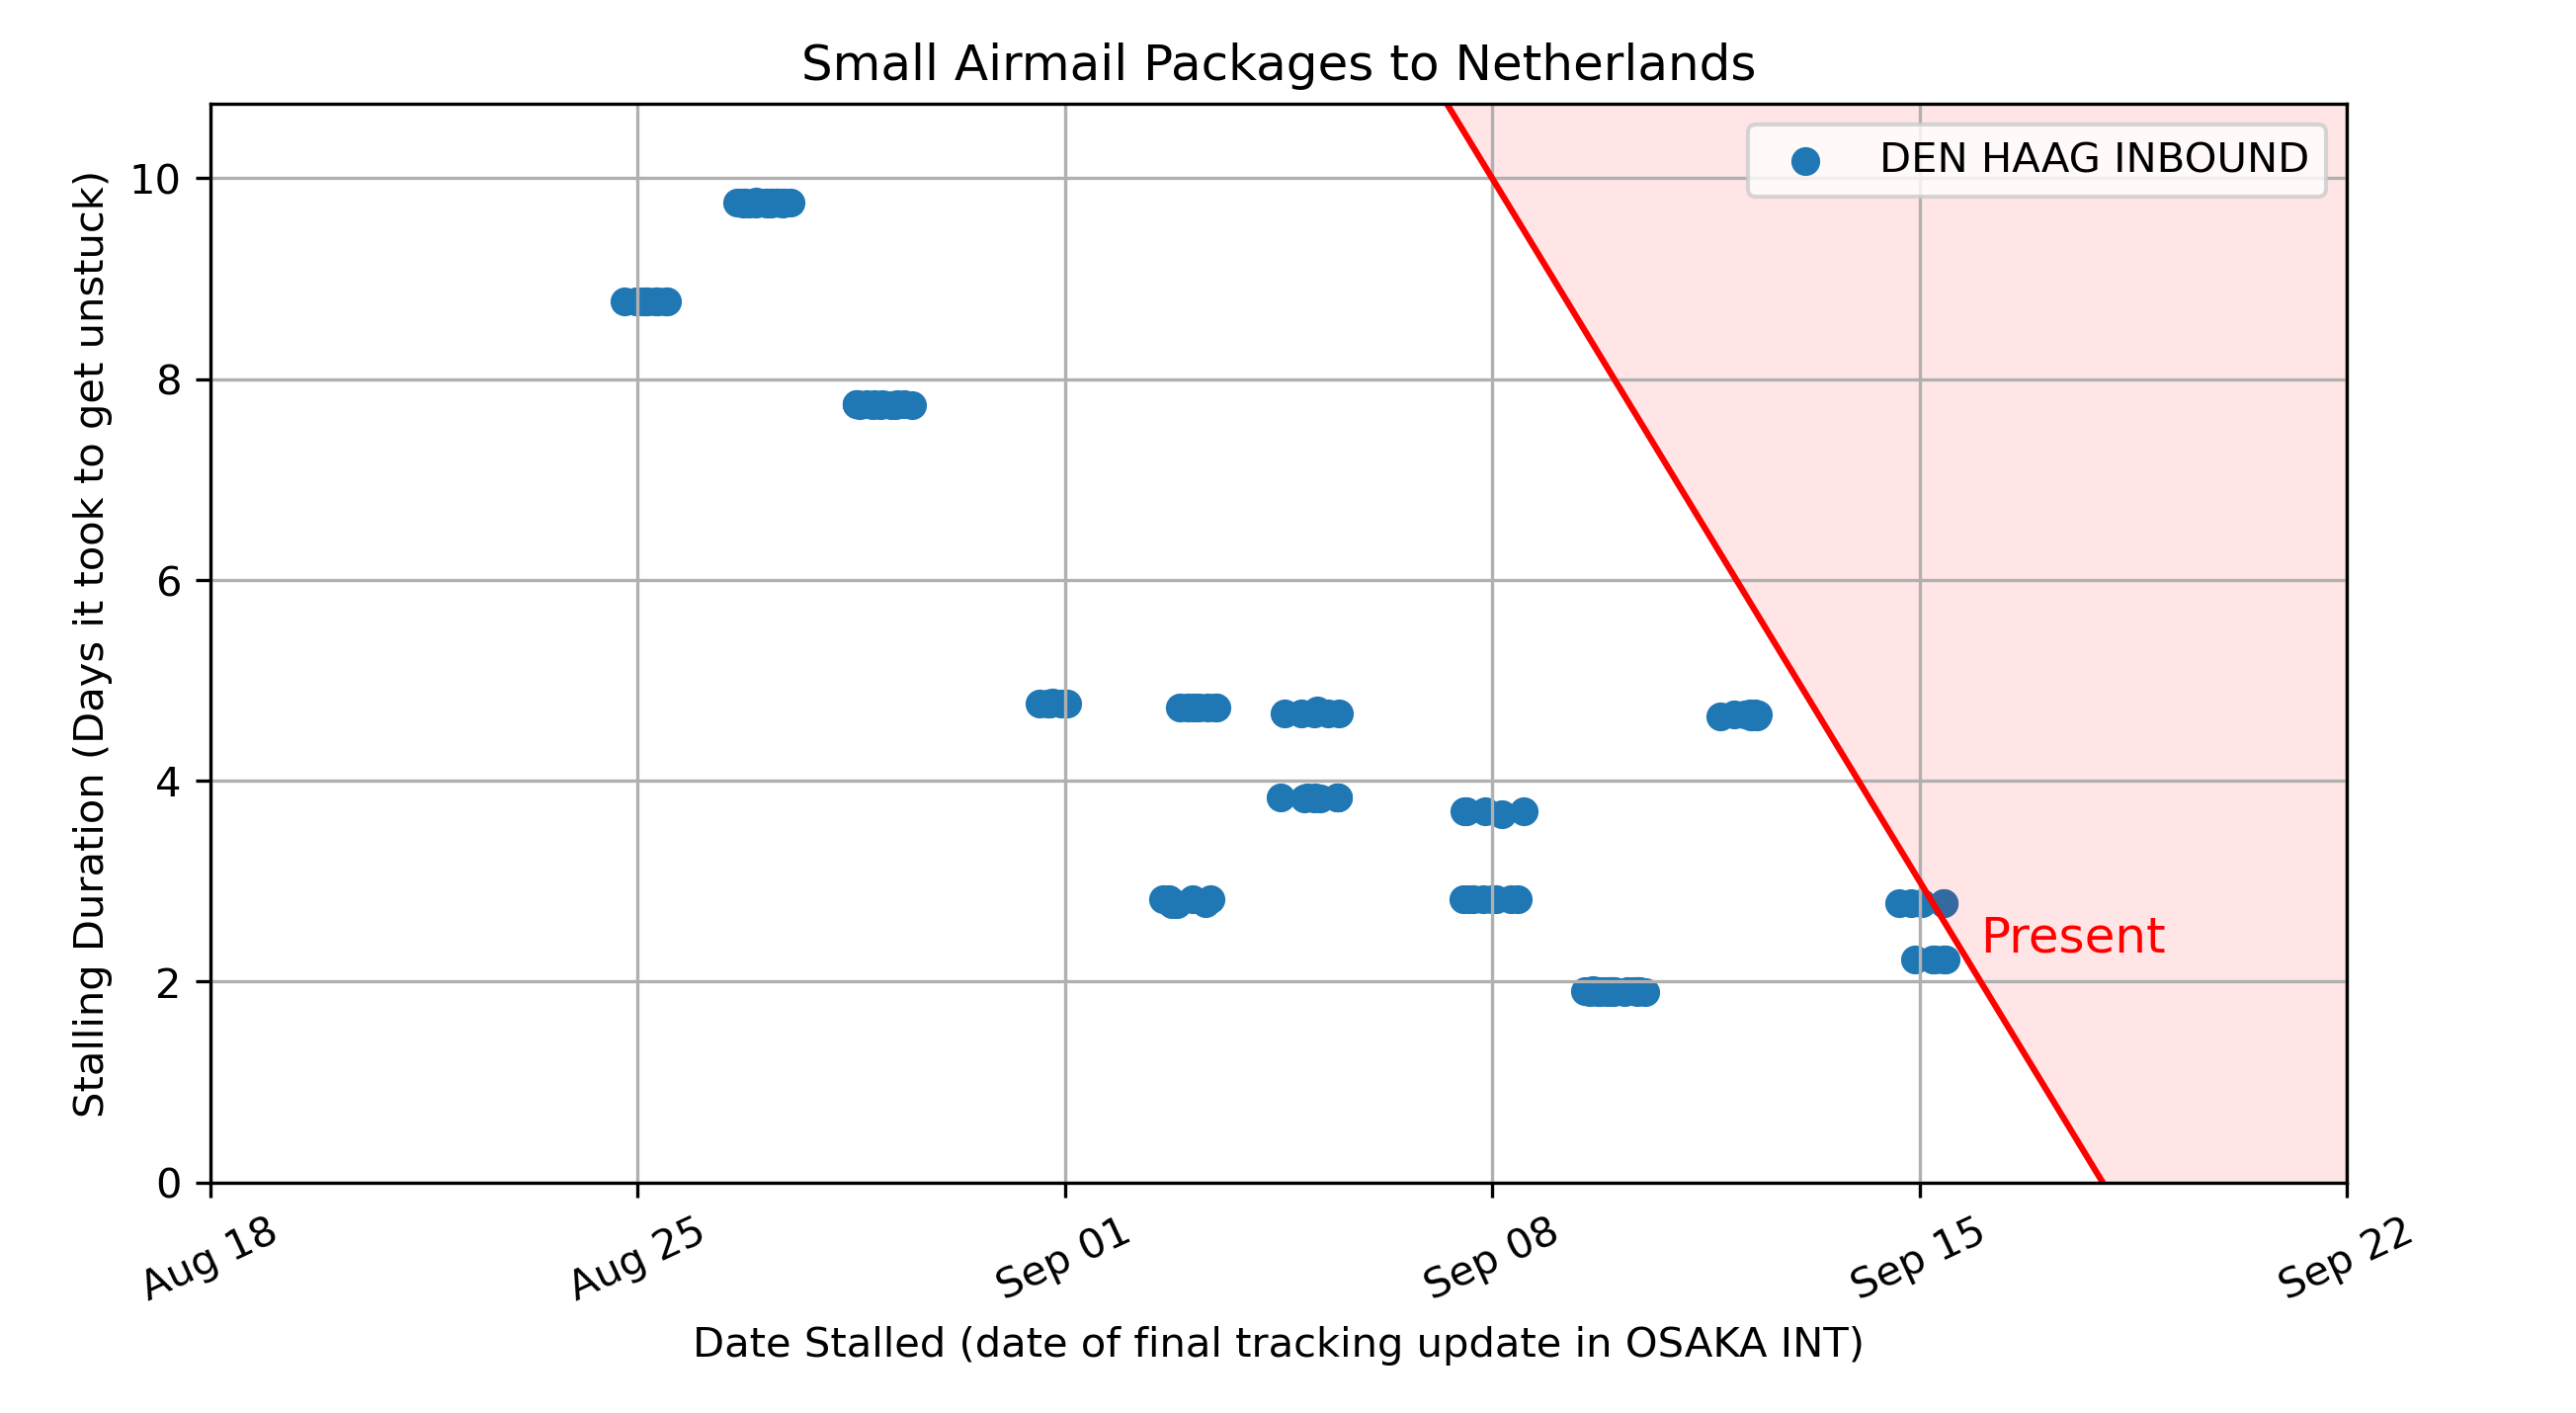 Small Airmail Packages to Netherlands
DEN HAAG INBOUND
Stalling Duration (Days it took to get unstuck)
10
8
6
4
2
0
Present
Aug 18
Aug 25
Sep 01
Sep 08
Sep 15
Sep 22
Date Stalled (date of final tracking update in OSAKA INT)